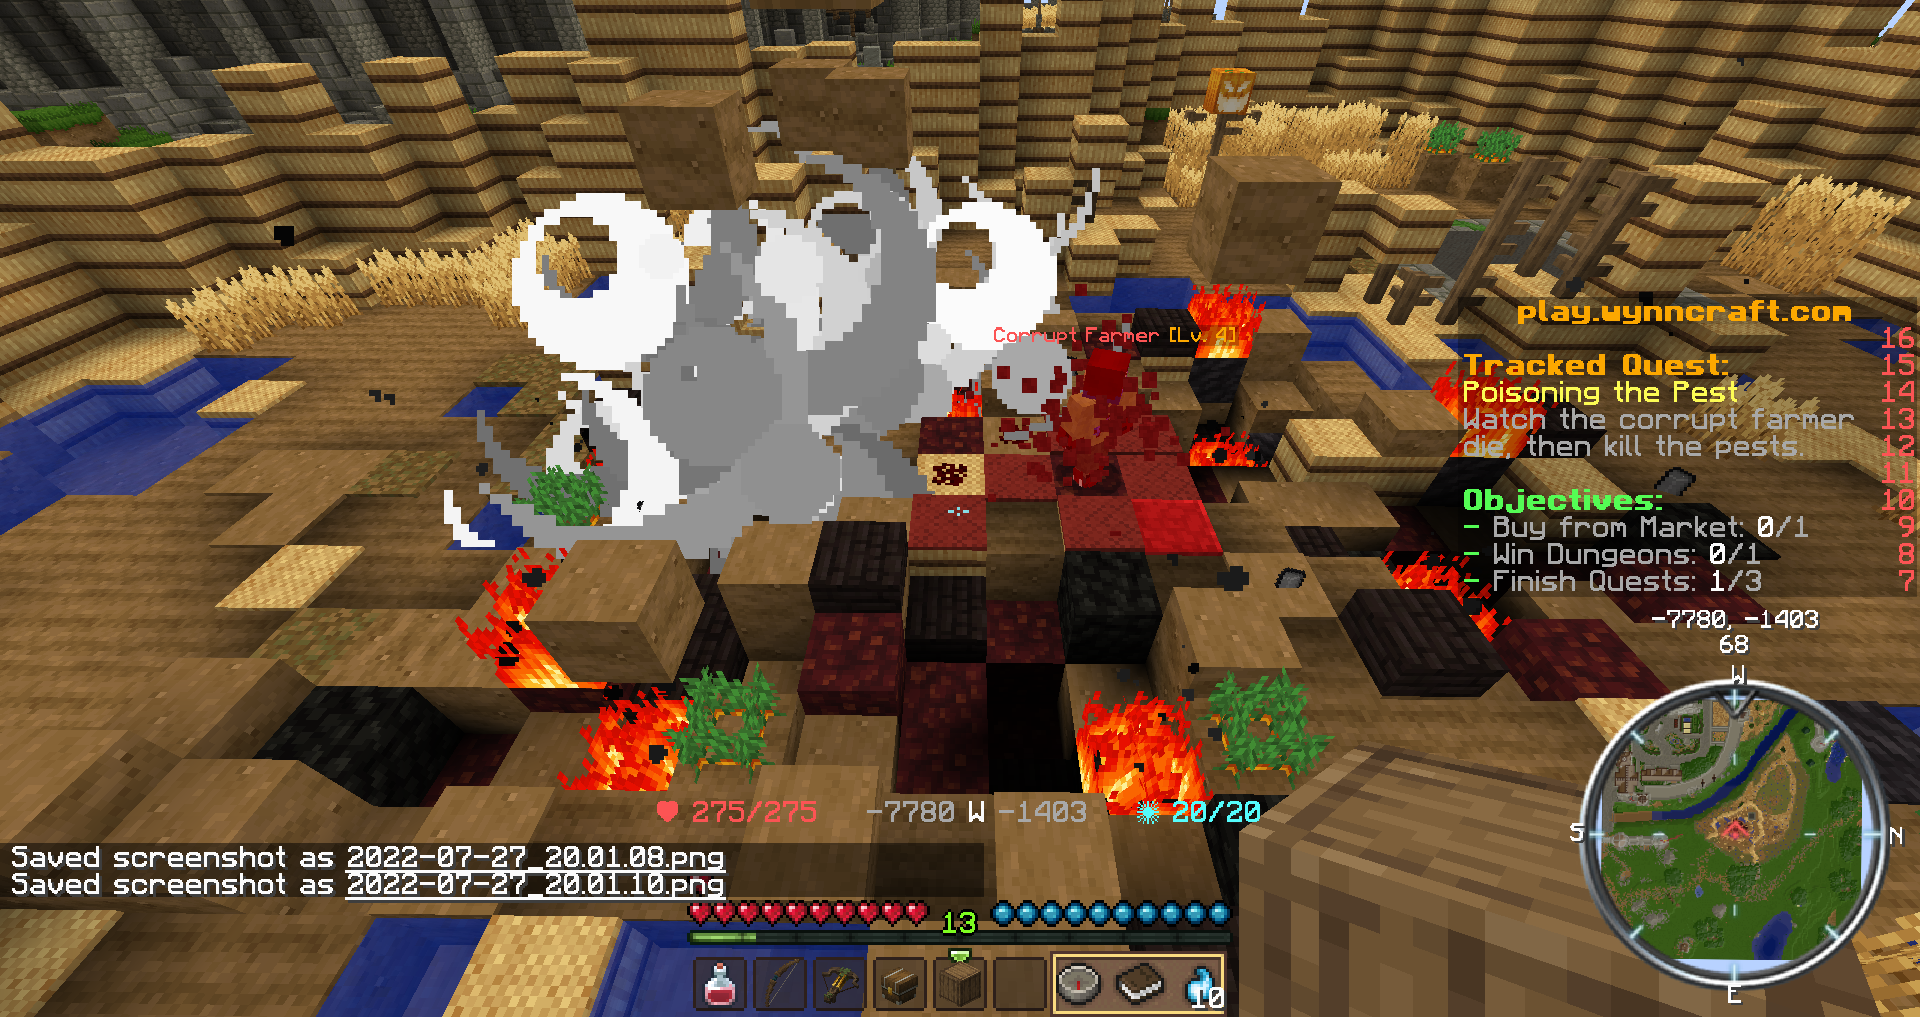 Corrupt Farmer [Lv. 4]
play.wynncraft.com
16
Tracked Quest:
15
Poisoning the Pest
14
Watch the corrupt farmer
13
die, then kill the pests.
12
11
Objectives:
10
- Buy from Market: 0/1
9
- Win Dungeons: 0/1
8
- Finish Quests: 1/3
7
-7780, -1403
68
W
S
N
E
275/275 -7780 W -1403 20/20
Saved screenshot as 2022-07-27_20.01.08.png
Saved screenshot as 2022-07-27_20.01.10.png
13
10